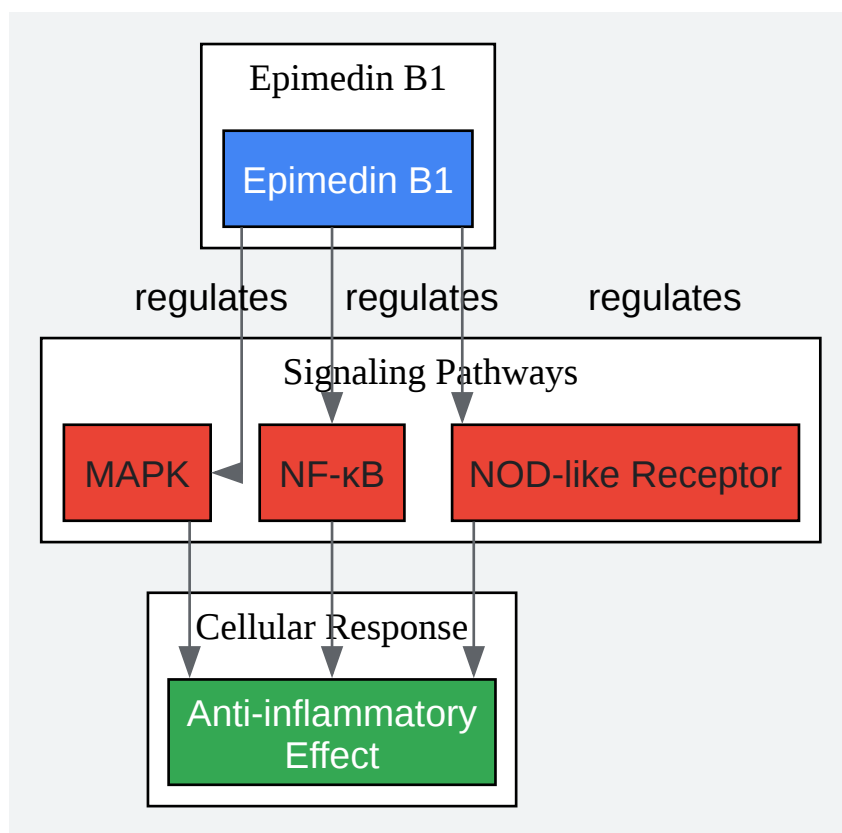 Epimedin B1
Epimedin B1
regulates regulates regulates
Signaling Pathways
MAPK NF-κB NOD-like Receptor
Cellular Response
Anti-inflammatory
Effect